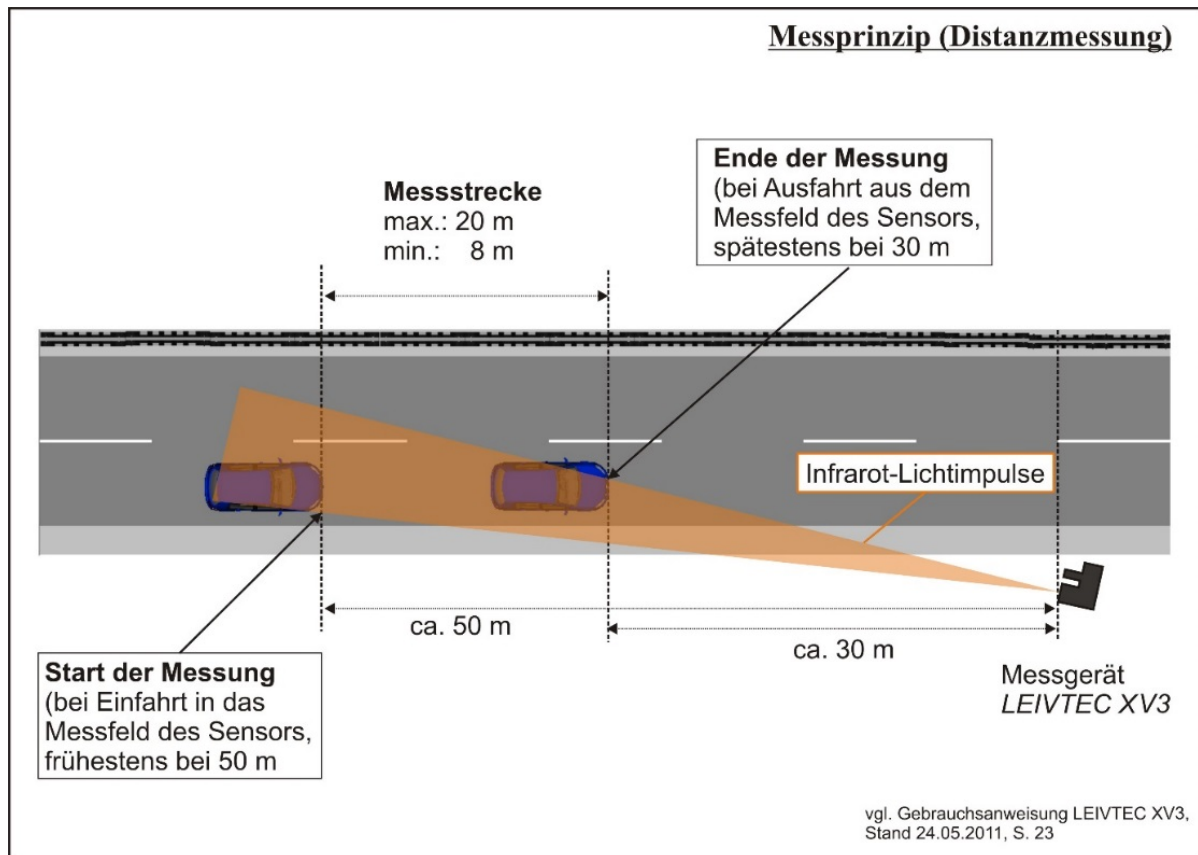 Messprinzip (Distanzmessung)
Ende der Messung
(bei Ausfahrt aus dem
Messfeld des Sensors,
spätestens bei 30 m
Messstrecke
max.: 20 m
min.: 8 m
Infrarot-Lichtimpulse
ca. 50 m
ca. 30 m
Start der Messung
(bei Einfahrt in das
Messfeld des Sensors,
frühestens bei 50 m
Messgerät
LEIVTEC XV3
vgl. Gebrauchsanweisung LEIVTEC XV3,
Stand 24.05.2011, S. 23